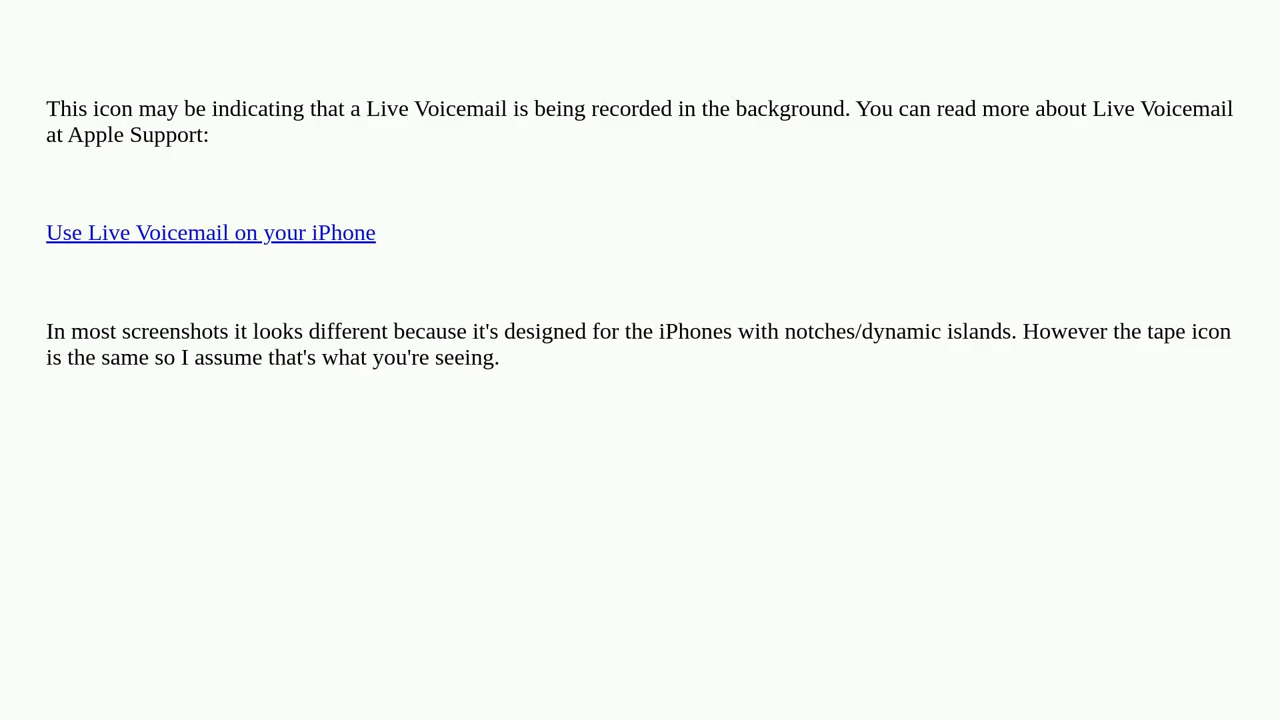 This icon may be indicating that a Live Voicemail is being recorded in the background. You can read more about Live Voicemail
at Apple Support:
Use Live Voicemail on your iPhone
In most screenshots it looks different because it's designed for the iPhones with notches/dynamic islands. However the tape icon
is the same so I assume that's what you're seeing.